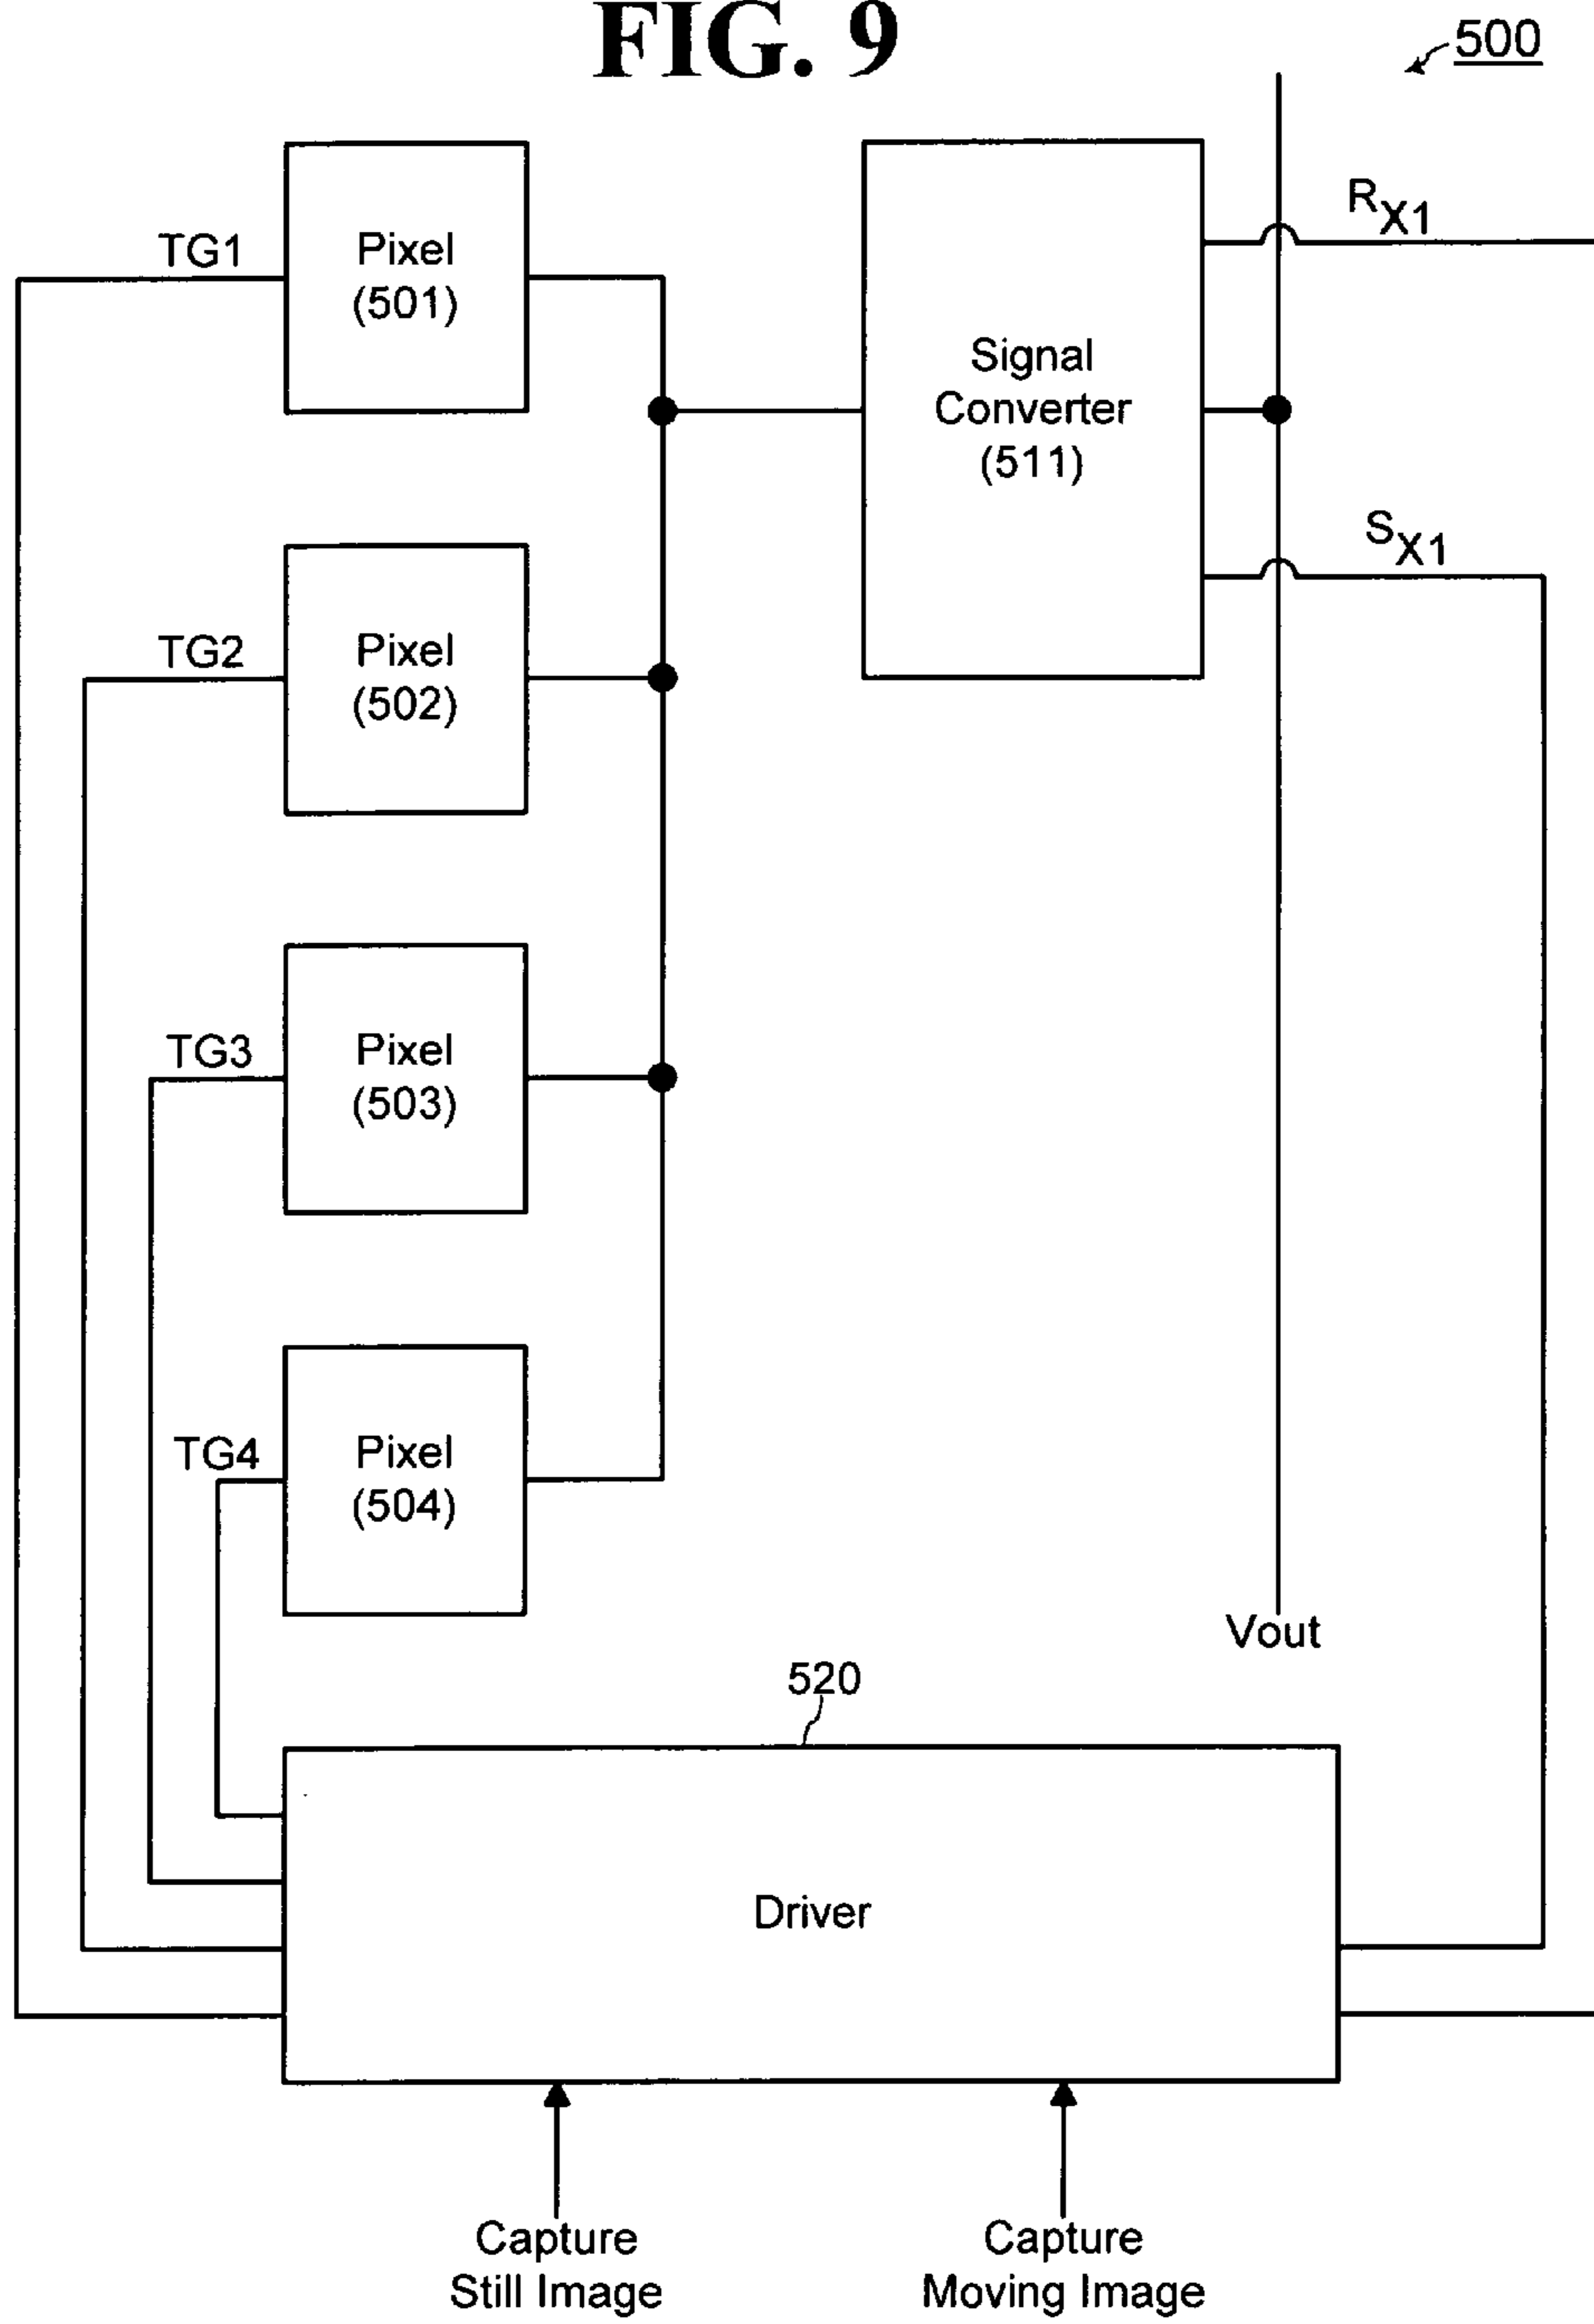 FIG. 9
500
TG1
Pixel
(501)
Signal
Converter
(511)
RX1
SX1
TG2
Pixel
(502)
TG3
Pixel
(503)
TG4
Pixel
(504)
Vout
520
Driver
Capture
Still Image
Capture
Moving Image